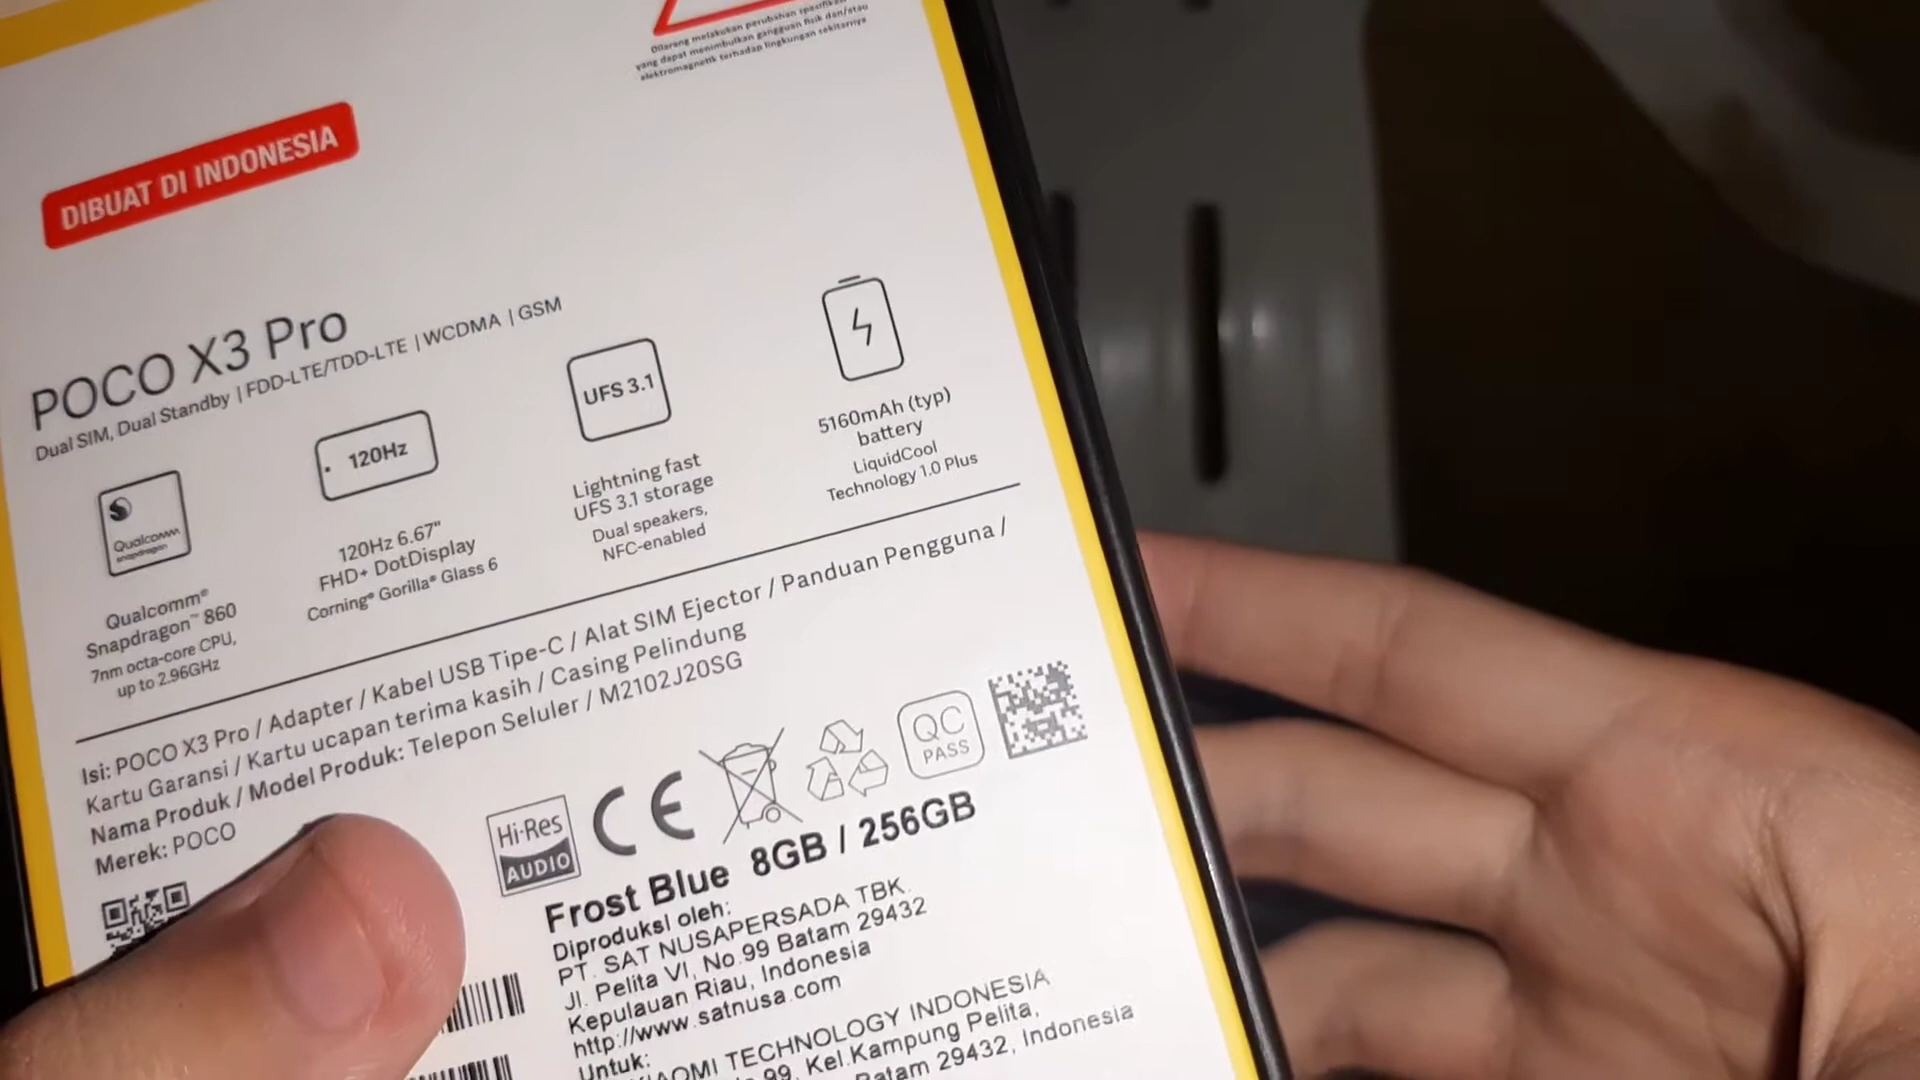 Dilarang melakukan perubahan spesifikasi
yang dapat menimbulkan gangguan fisik dan/atau
elektromagnetik terhadap lingkungan sekitarnya
DIBUAT DI INDONESIA
POCO X3 Pro
Dual SIM, Dual Standby | FDD-LTE/TDD-LTE | WCDMA | GSM
Qualcomm
snapdragon
Qualcomm®
Snapdragon™ 860
7nm octa-core CPU,
up to 2.96GHz
120Hz
120Hz 6.67"
FHD+ DotDisplay
Corning® Gorilla® Glass 6
UFS 3.1
Lightning fast
UFS 3.1 storage
Dual speakers,
NFC-enabled
5160mAh (typ)
battery
LiquidCool
Technology 1.0 Plus
Isi: POCO X3 Pro / Adapter / Kabel USB Tipe-C / Alat SIM Ejector / Panduan Pengguna /
Kartu Garansi / Kartu ucapan terima kasih / Casing Pelindung
Nama Produk / Model Produk: Telepon Seluler / M2102J20SG
Merek: POCO
Hi-Res
AUDIO
CE
QC
PASS
Frost Blue 8GB / 256GB
Diproduksi oleh:
PT. SAT NUSAPERSADA TBK.
Jl. Pelita VI, No.99 Batam 29432
Kepulauan Riau, Indonesia
http://www.satnusa.com
Untuk:
TECHNOLOGY INDONESIA
99, Kel.Kampung Pelita,
Batam 29432, Indonesia